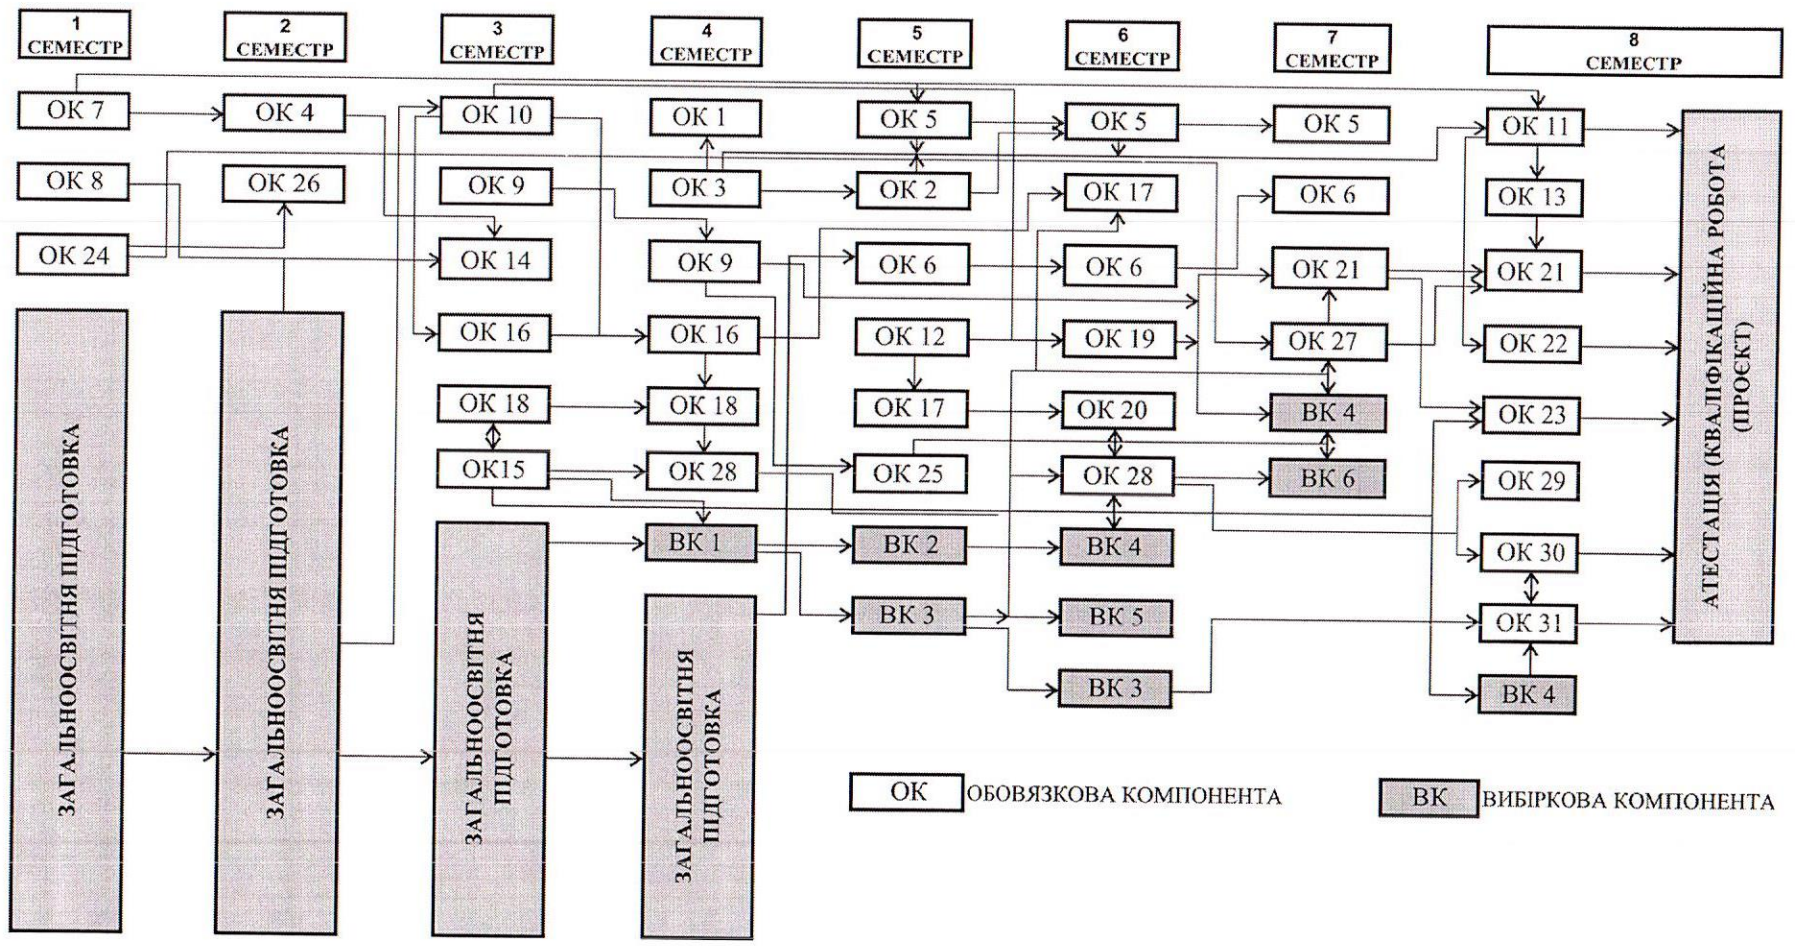 1
СЕМЕСТР
2
СЕМЕСТР
3
СЕМЕСТР
4
СЕМЕСТР
5
СЕМЕСТР
6
СЕМЕСТР
7
СЕМЕСТР
8
СЕМЕСТР
ОК 7
ОК 8
ОК 24
ЗАГАЛЬНООСВІТНЯ ПІДГОТОВКА
ОК 4
ОК 26
ЗАГАЛЬНООСВІТНЯ ПІДГОТОВКА
ОК 10
ОК 9
ОК 14
ОК 16
ОК 18
ОК15
ЗАГАЛЬНООСВІТНЯ
ПІДГОТОВКА
ОК 1
ОК 3
ОК 9
ОК 16
ОК 18
ОК 28
ВК 1
ЗАГАЛЬНООСВІТНЯ
ПІДГОТОВКА
ОК 5
ОК 2
ОК 6
ОК 12
ОК 17
ОК 25
ВК 2
ВК 3
ОК 5
ОК 17
ОК 6
ОК 19
ОК 20
ОК 28
ВК 4
ВК 5
ВК 3
ОК 5
ОК 6
ОК 21
ОК 27
ВК 4
ВК 6
ОК 11
ОК 13
ОК 21
ОК 22
ОК 23
ОК 29
ОК 30
ОК 31
ВК 4
АТЕСТАЦІЯ (КВАЛІФІКАЦІЙНА РОБОТА
(ПРОЄКТ)
ОК ОБОВЯЗКОВА КОМПОНЕНТА
ВК ВИБІРКОВА КОМПОНЕНТА